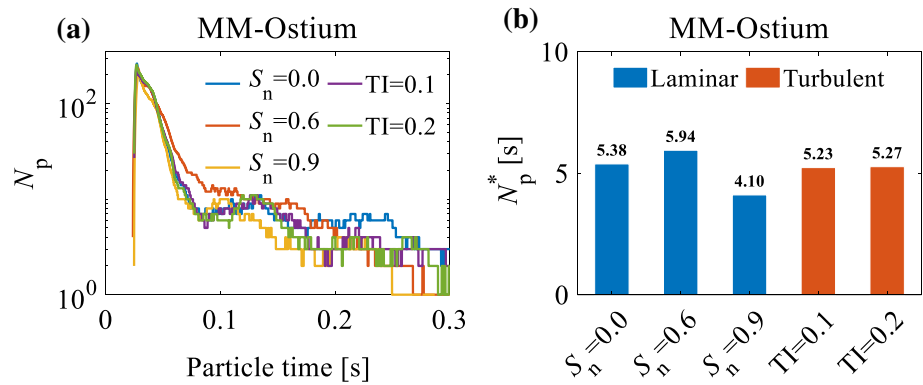 (a) MM-Ostium
S_n=0.0 TI=0.1
S_n=0.6 TI=0.2
S_n=0.9
N_p
10^2
10^0
0 0.1 0.2 0.3
Particle time [s]
(b) MM-Ostium
Laminar Turbulent
N_p^* [s]
10
5
0
5.38 5.94 4.10 5.23 5.27
S_n=0.0 S_n=0.6 S_n=0.9 TI=0.1 TI=0.2